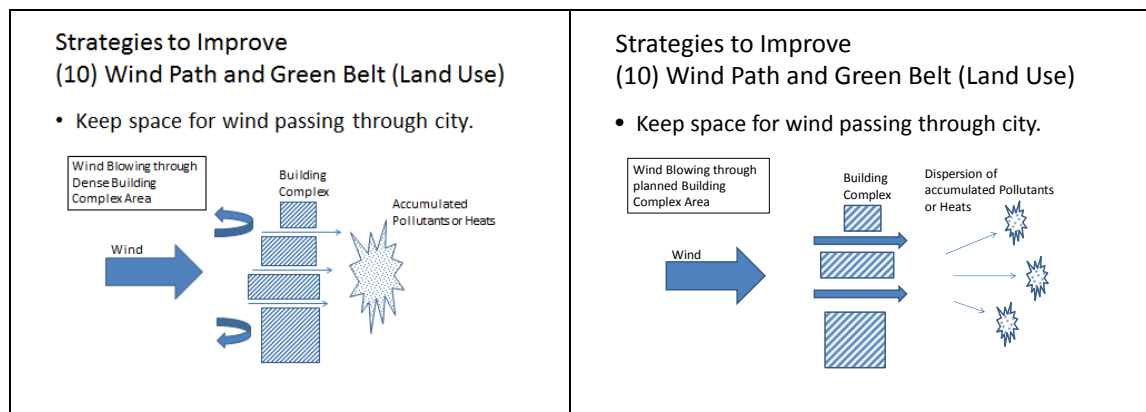 Strategies to Improve
(10) Wind Path and Green Belt (Land Use)
• Keep space for wind passing through city.
Wind Blowing through
Dense Building
Complex Area
Building
Complex
Accumulated
Pollutants or Heats
Wind
Strategies to Improve
(10) Wind Path and Green Belt (Land Use)
• Keep space for wind passing through city.
Wind Blowing through
planned Building
Complex Area
Building
Complex
Dispersion of
accumulated Pollutants
or Heats
Wind